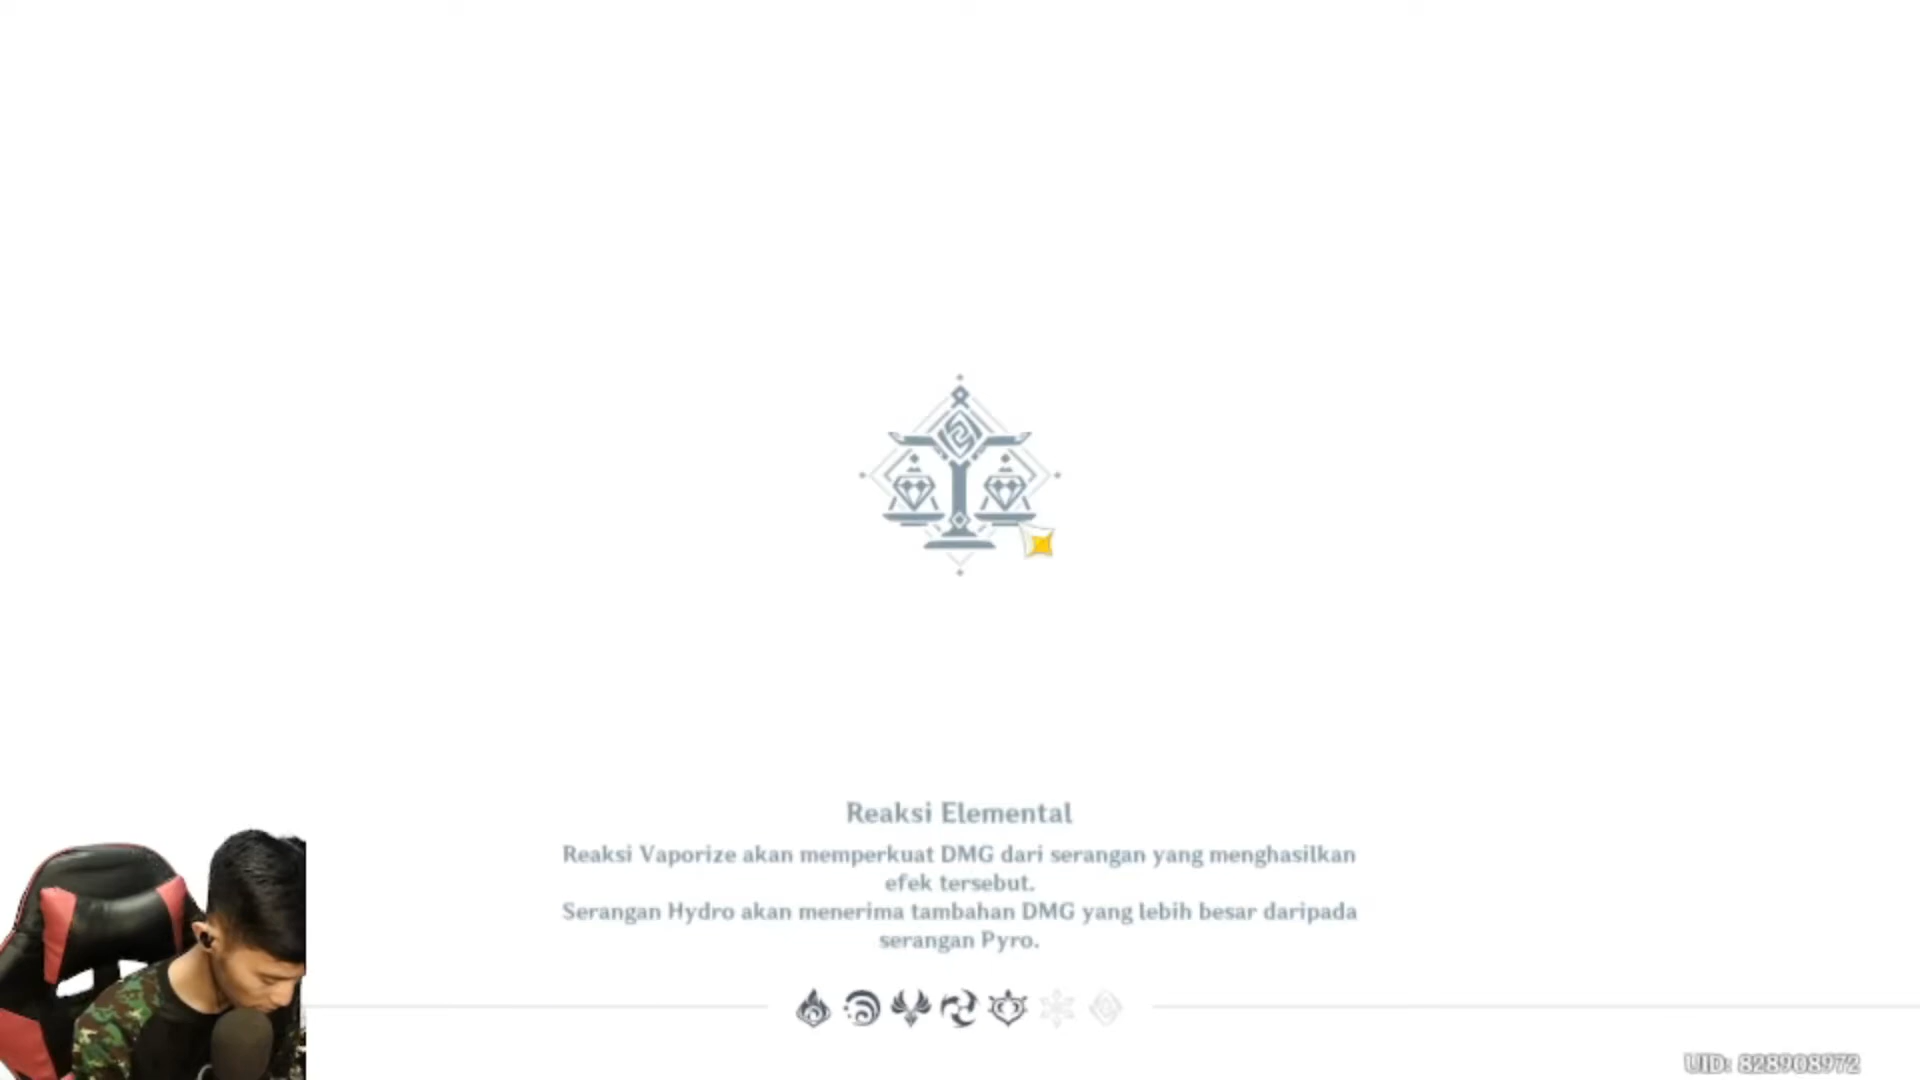 Reaksi Elemental
Reaksi Vaporize akan memperkuat DMG dari serangan yang menghasilkan
efek tersebut.
Serangan Hydro akan menerima tambahan DMG yang lebih besar daripada
serangan Pyro.
UID: 828908972